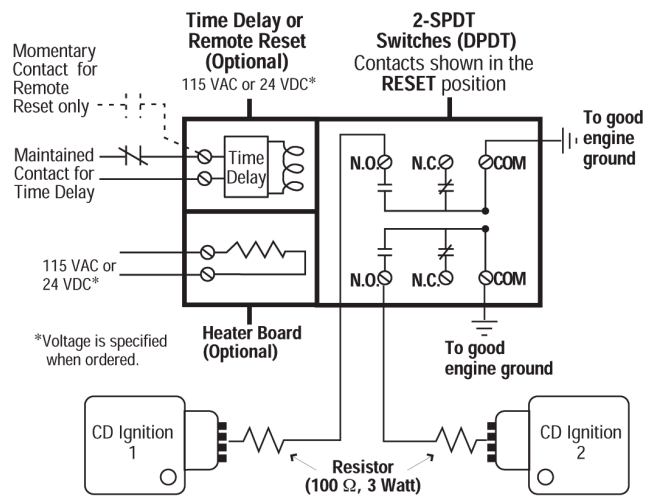 Time Delay or
Remote Reset
(Optional)
115 VAC or 24 VDC*
2-SPDT
Switches (DPDT)
Contacts shown in the
RESET position
Momentary
Contact for
Remote
Reset only
Maintained
Contact for
Time Delay
Time
Delay
N.O.
N.C.
COM
To good
engine
ground
115 VAC or
24 VDC*
N.O.
N.C.
COM
*Voltage is specified
when ordered.
Heater Board
(Optional)
To good
engine ground
CD Ignition
1
Resistor
(100 Ω, 3 Watt)
CD Ignition
2